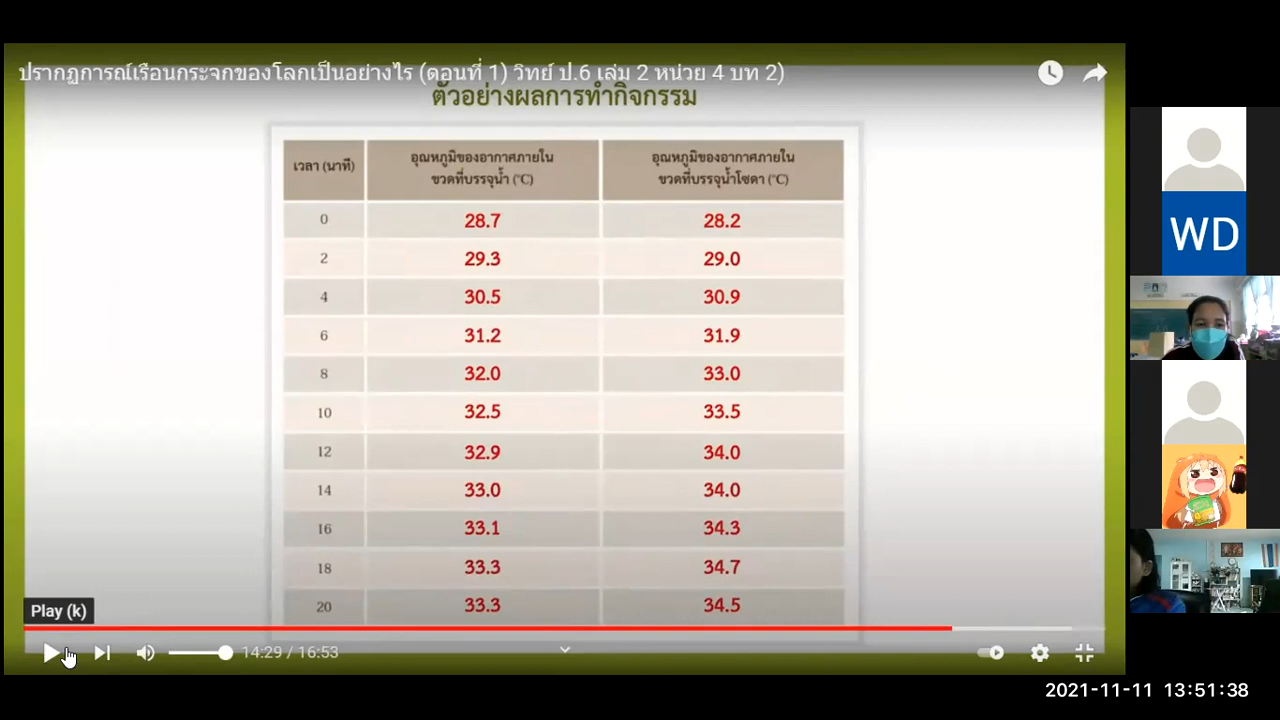 ปรากฏการณ์เรือนกระจกของโลกเป็นอย่างไร (ตอนที่ 1) วิทย์ ป.6 เล่ม 2 หน่วย 4 บท 2)
ตัวอย่างผลการทำกิจกรรม
เวลา (นาที)
อุณหภูมิของอากาศภายใน
ขวดที่บรรจุน้ำ (°C)
อุณหภูมิของอากาศภายใน
ขวดที่บรรจุน้ำโซดา (°C)
0 28.7 28.2
2 29.3 29.0
4 30.5 30.9
6 31.2 31.9
8 32.0 33.0
10 32.5 33.5
12 32.9 34.0
14 33.0 34.0
16 33.1 34.3
18 33.3 34.7
20 33.3 34.5
Play (k)
14:29 / 16:53
WD
2021-11-11 13:51:38